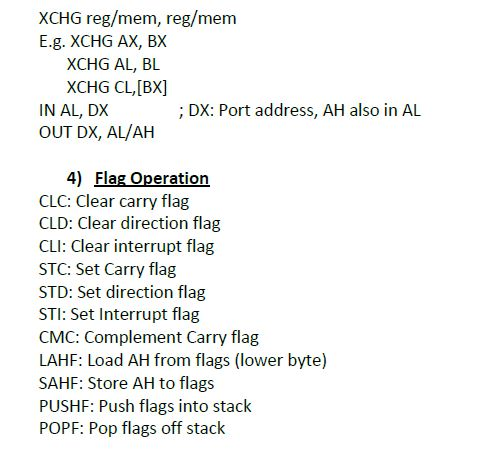 XCHG reg/mem, reg/mem
E.g. XCHG AX, BX
XCHG AL, BL
XCHG CL,[BX]
IN AL, DX ; DX: Port address, AH also in AL
OUT DX, AL/AH
4) Flag Operation
CLC: Clear carry flag
CLD: Clear direction flag
CLI: Clear interrupt flag
STC: Set Carry flag
STD: Set direction flag
STI: Set Interrupt flag
CMC: Complement Carry flag
LAHF: Load AH from flags (lower byte)
SAHF: Store AH to flags
PUSHF: Push flags into stack
POPF: Pop flags off stack